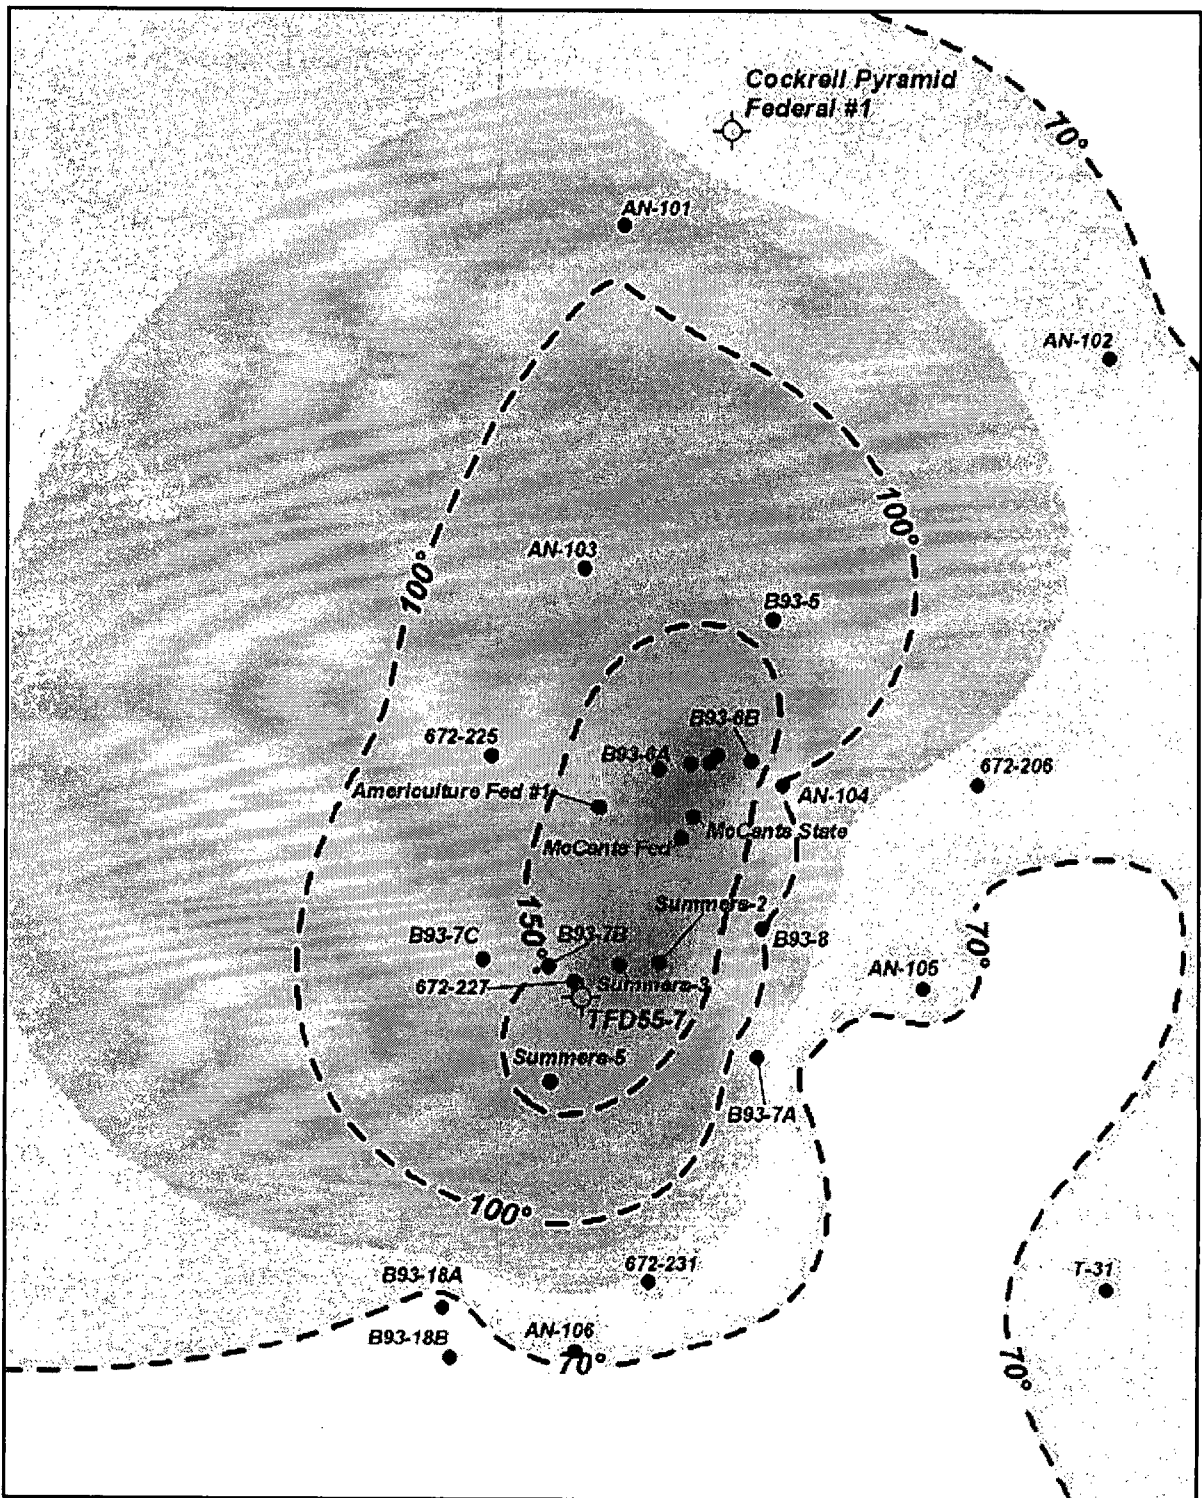 Cockrell Pyramid
Federal #1
70°
AN-101
AN-102
100°
AN-103
100°
B93-5
B93-6B
672-225
B93-6A
672-206
Americulture Fed #1
AN-104
McCants State
McCants Fed
Summers-2
150°
B93-7C
B93-7B
B93-8
70°
AN-105
672-227
Summers-3
TFD55-7
Summers-5
B93-7A
100°
672-231
B93-18A
T-31
B93-18B
AN-106
70°
70°